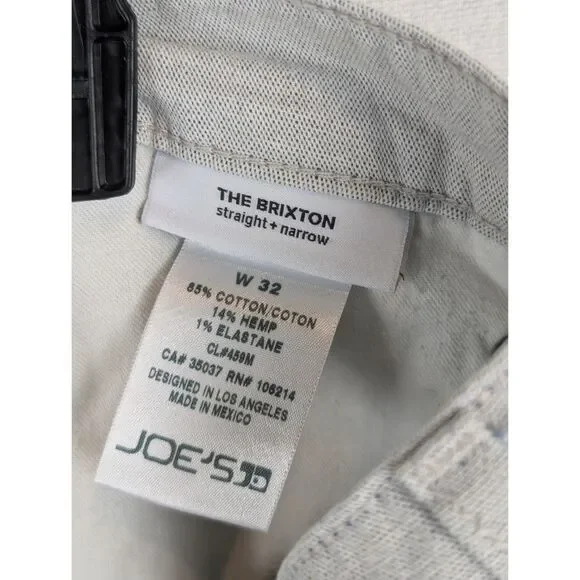 THE BRIXTON
straight + narrow
W 32
85% COTTON/COTON
14% HEMP
1% ELASTANE
CL#459M
CA# 35037 RN# 106214
DESIGNED IN LOS ANGELES
MADE IN MEXICO
JOE'S